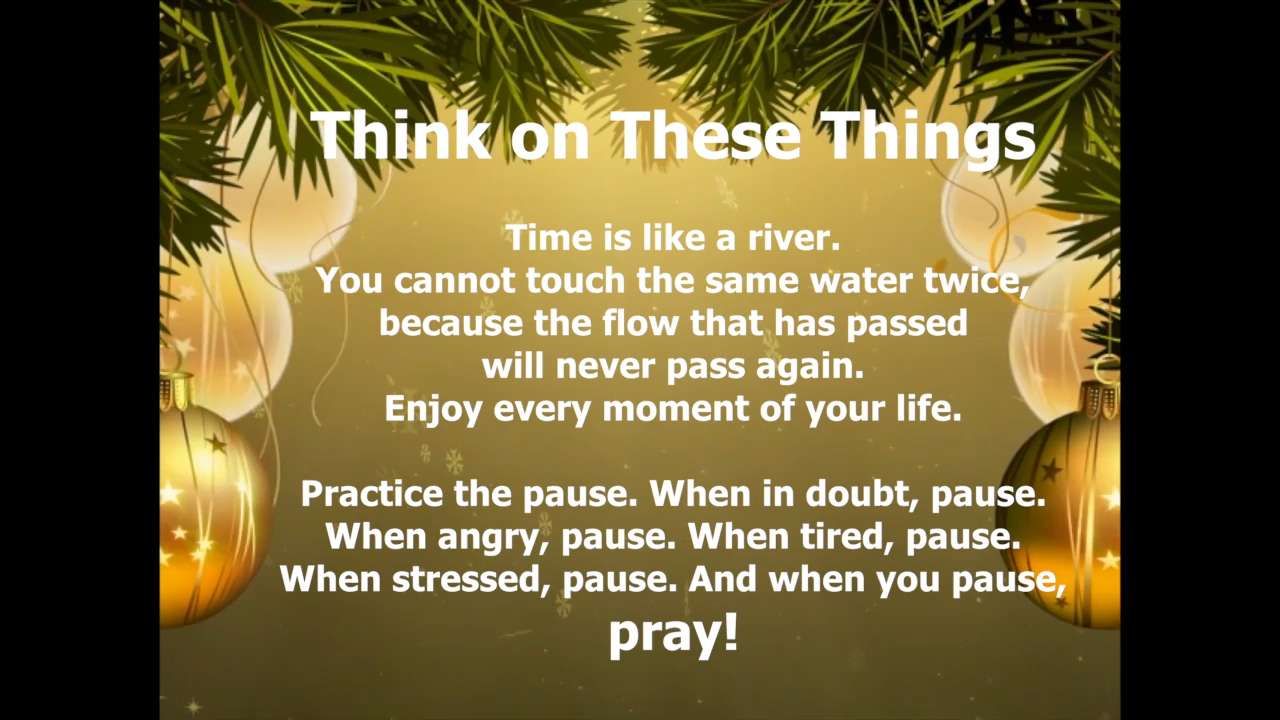 Think on These Things
Time is like a river.
You cannot touch the same water twice,
because the flow that has passed
will never pass again.
Enjoy every moment of your life.
Practice the pause. When in doubt, pause.
When angry, pause. When tired, pause.
When stressed, pause. And when you pause,
pray!